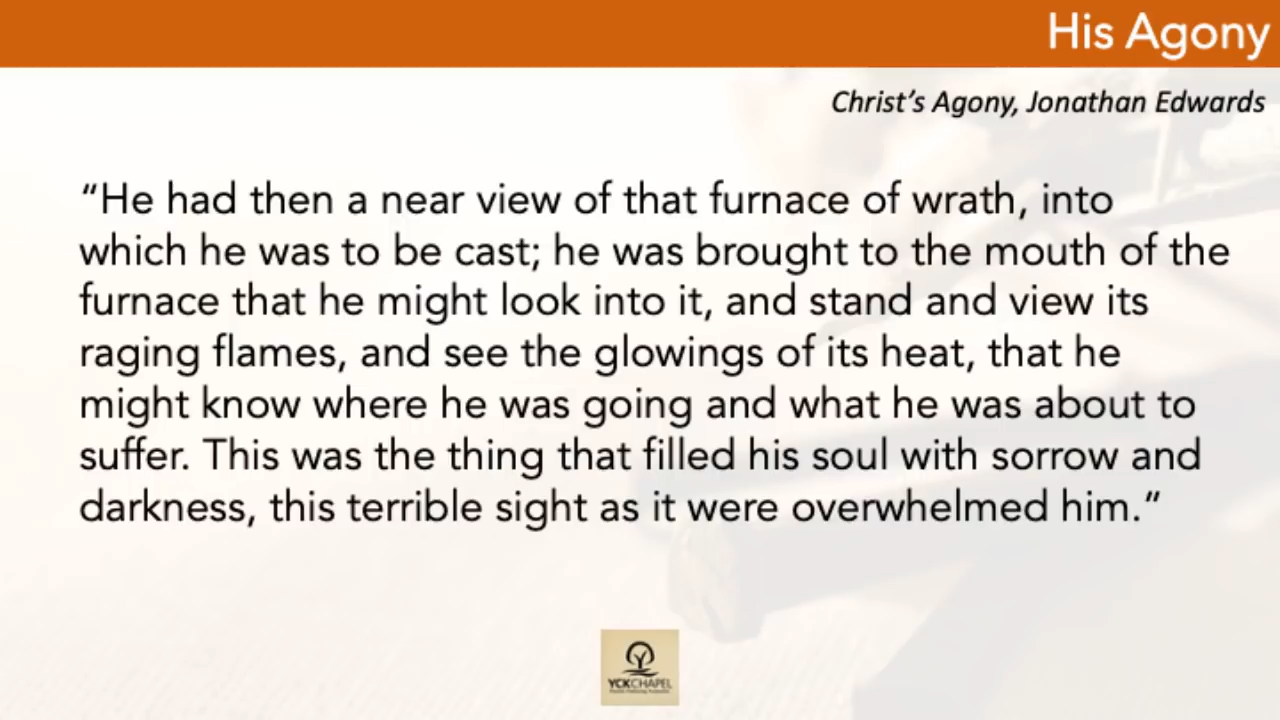 His Agony
Christ’s Agony, Jonathan Edwards
“He had then a near view of that furnace of wrath, into
which he was to be cast; he was brought to the mouth of the
furnace that he might look into it, and stand and view its
raging flames, and see the glowings of its heat, that he
might know where he was going and what he was about to
suffer. This was the thing that filled his soul with sorrow and
darkness, this terrible sight as it were overwhelmed him.“
YCKCHAPEL